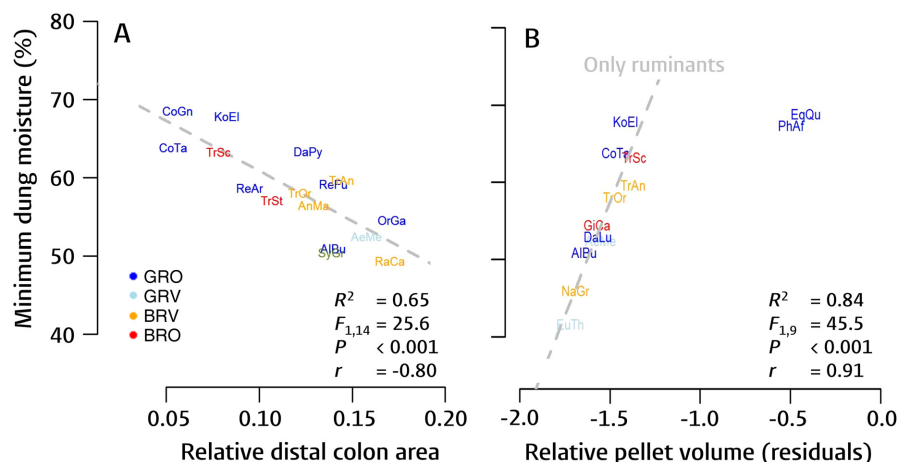 A
B
Minimum dung moisture (%)
80
70
60
50
40
CoGn
KoEl
CoTa
TrSc
DaPy
ReAr
TrSt
TrAn
ReFu
TrOr
AnMa
OrGa
AeMe
AlBu
RaCa
GRO
GRV
BRV
BRO
R² = 0.65
F1,14 = 25.6
P < 0.001
r = -0.80
0.05 0.10 0.15 0.20
Relative distal colon area
Only ruminants
EqQu
PhAf
KoEl
CoTa
TrSc
TrAn
TrOr
GiCa
DaLu
AlBu
NaGr
EuTh
R² = 0.84
F1,9 = 45.5
P < 0.001
r = 0.91
-2.0 -1.5 -1.0 -0.5 0.0
Relative pellet volume (residuals)